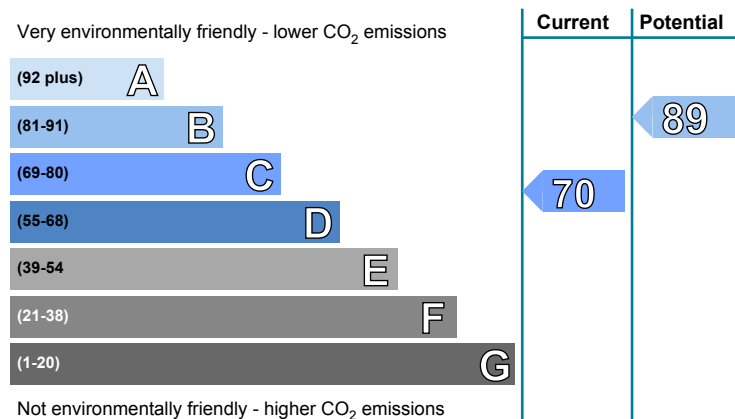 Very environmentally friendly - lower CO₂ emissions
Current
Potential
(92 plus) A
(81-91) B
(69-80) C
(55-68) D
(39-54 E
(21-38) F
(1-20) G
89
70
Not environmentally friendly - higher CO₂ emissions